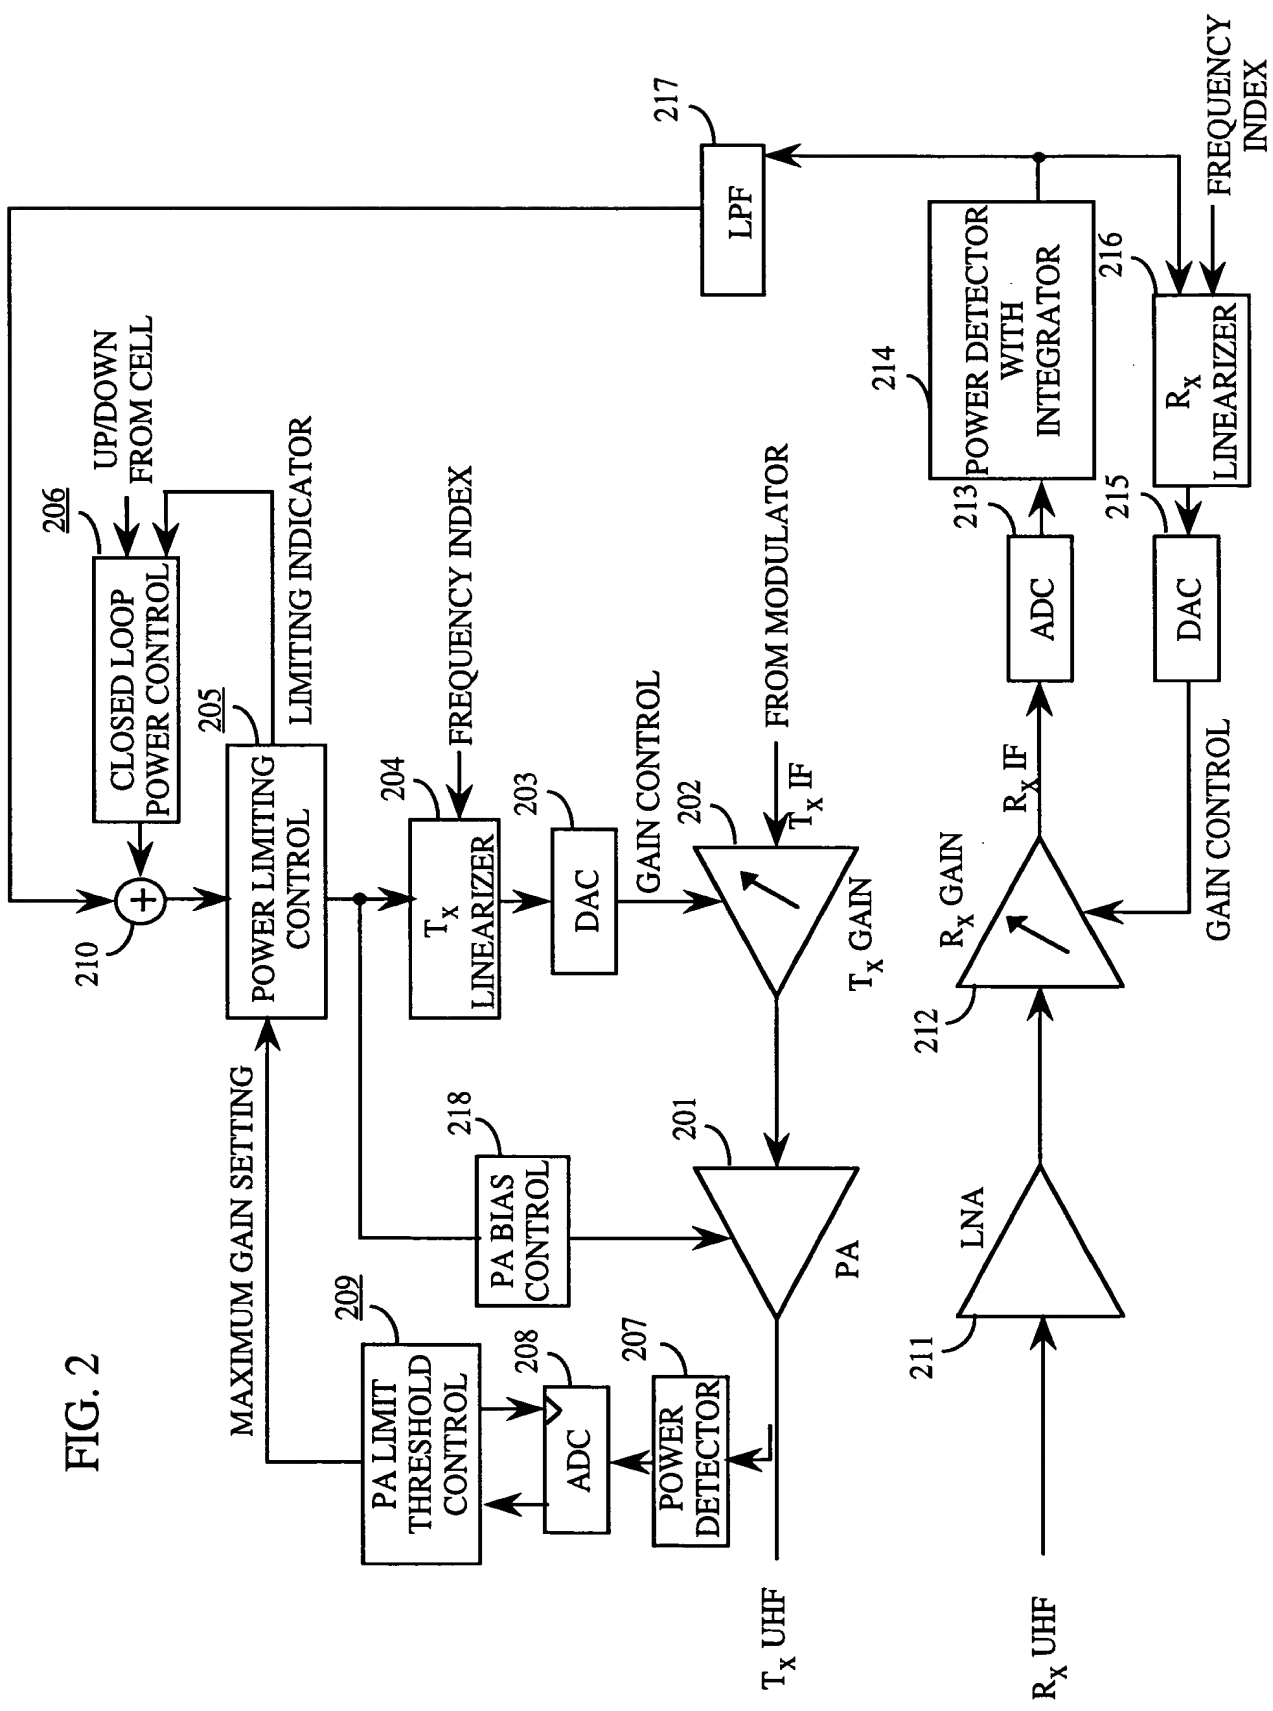 FIG. 2
MAXIMUM GAIN SETTING
210
206
UP/DOWN
FROM CELL
CLOSED LOOP
POWER CONTROL
205
POWER LIMITING
CONTROL
LIMITING INDICATOR
209
PA LIMIT
THRESHOLD
CONTROL
218
PA BIAS
CONTROL
204
Tx
LINEARIZER
FREQUENCY INDEX
208
ADC
203
DAC
GAIN CONTROL
207
POWER
DETECTOR
201
PA
202
Tx GAIN
Tx IF
FROM MODULATOR
217
LPF
Tx UHF
211
LNA
212
Rx GAIN
Rx IF
213
ADC
214
POWER DETECTOR
WITH
INTEGRATOR
Rx UHF
GAIN CONTROL
215
DAC
216
Rx
LINEARIZER
FREQUENCY
INDEX